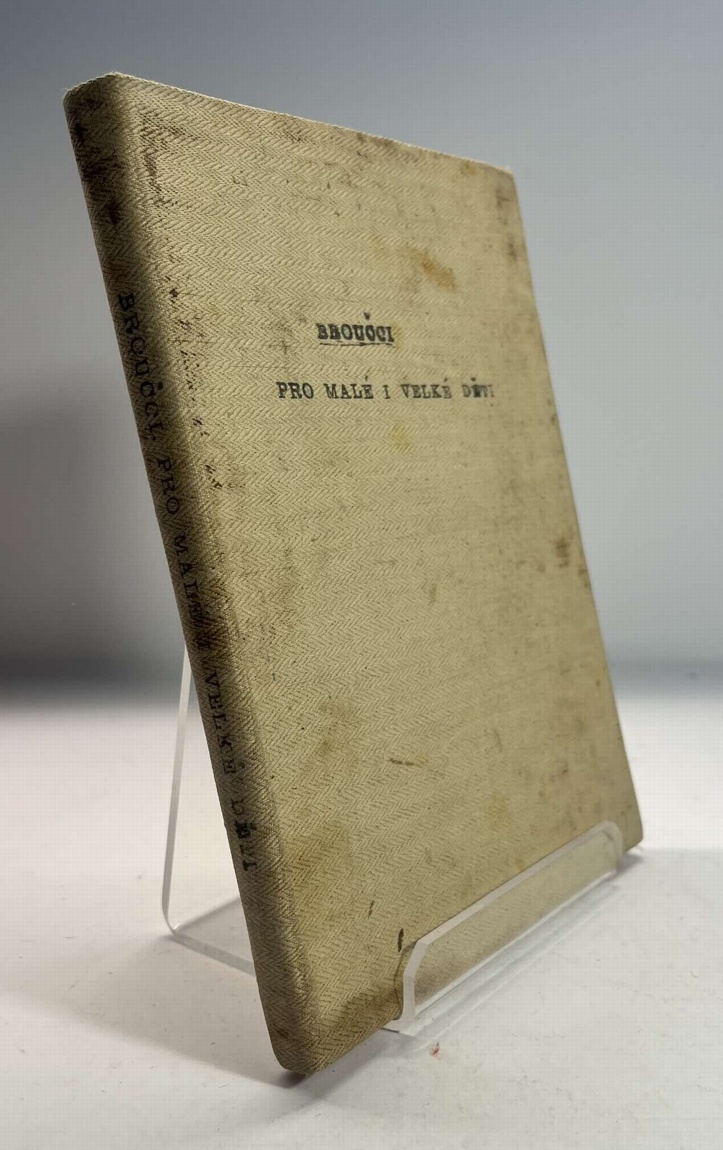 BROUČCI
PRO MALÉ I VELKÉ DĚTI
BROUČCI, PRO MALÉ I VELKÉ DĚTI